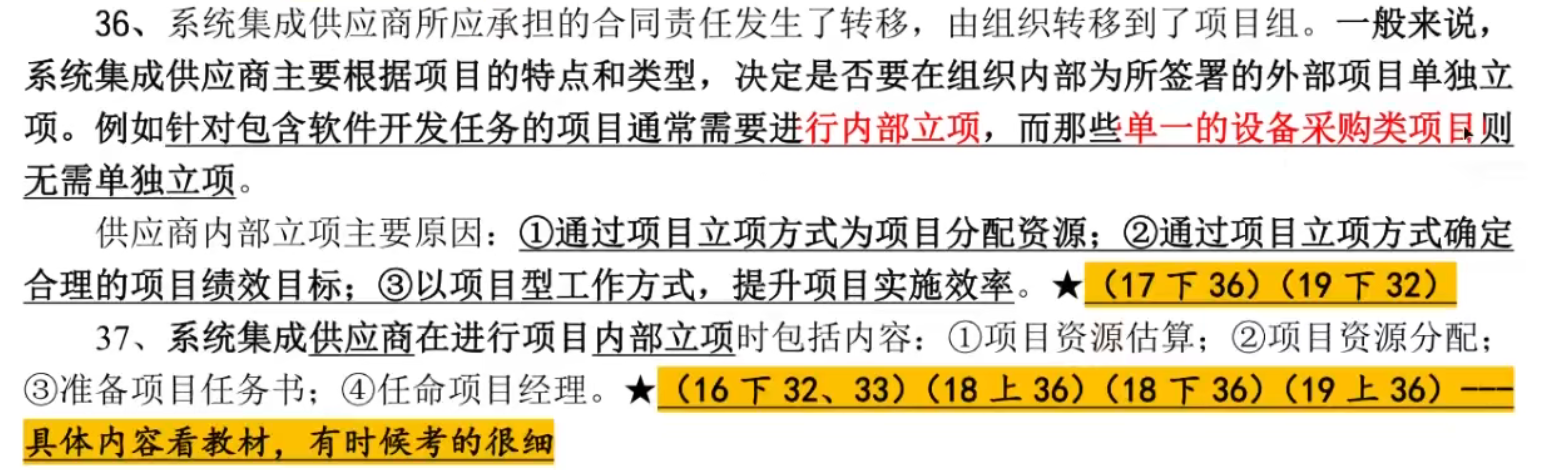 36、系统集成供应商所应承担的合同责任发生了转移，由组织转移到了项目组。一般来说，
系统集成供应商主要根据项目的特点和类型，决定是否要在组织内部为所签署的外部项目单独立
项。例如针对包含软件开发任务的项目通常需要进行内部立项，而那些单一的设备采购类项目则
无需单独立项。
供应商内部立项主要原因：①通过项目立项方式为项目分配资源；②通过项目立项方式确定
合理的项目绩效目标；③以项目型工作方式，提升项目实施效率。★（17 下 36）（19 下 32）
37、系统集成供应商在进行项目内部立项时包括内容：①项目资源估算；②项目资源分配；
③准备项目任务书；④任命项目经理。★（16 下 32、33）（18 上 36）（18 下 36）（19 上 36）---
具体内容看教材，有时候考的很细